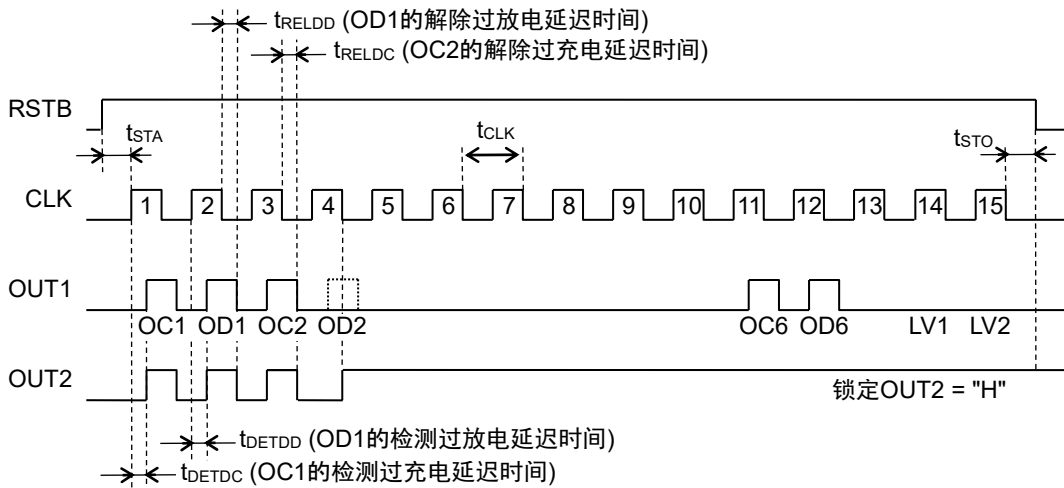 tRELDD (OD1的解除过放电延迟时间)
tRELDC (OC2的解除过充电延迟时间)
RSTB
tSTA
tCLK
tSTO
CLK
1 2 3 4 5 6 7 8 9 10 11 12 13 14 15
OUT1
OC1 OD1 OC2 OD2 OC6 OD6 LV1 LV2
OUT2
锁定OUT2 = "H"
tDETDD (OD1的检测过放电延迟时间)
tDETDC (OC1的检测过充电延迟时间)